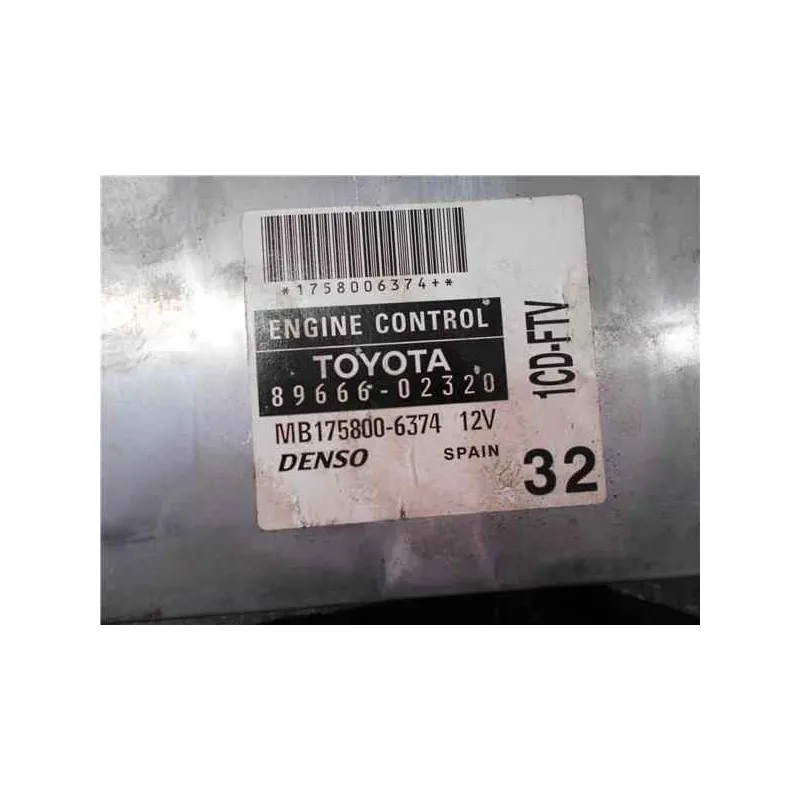 *1758006374+*
ENGINE CONTROL
TOYOTA
89666-02320
MB175800-6374 12V
DENSO SPAIN
32
1CD-FTV